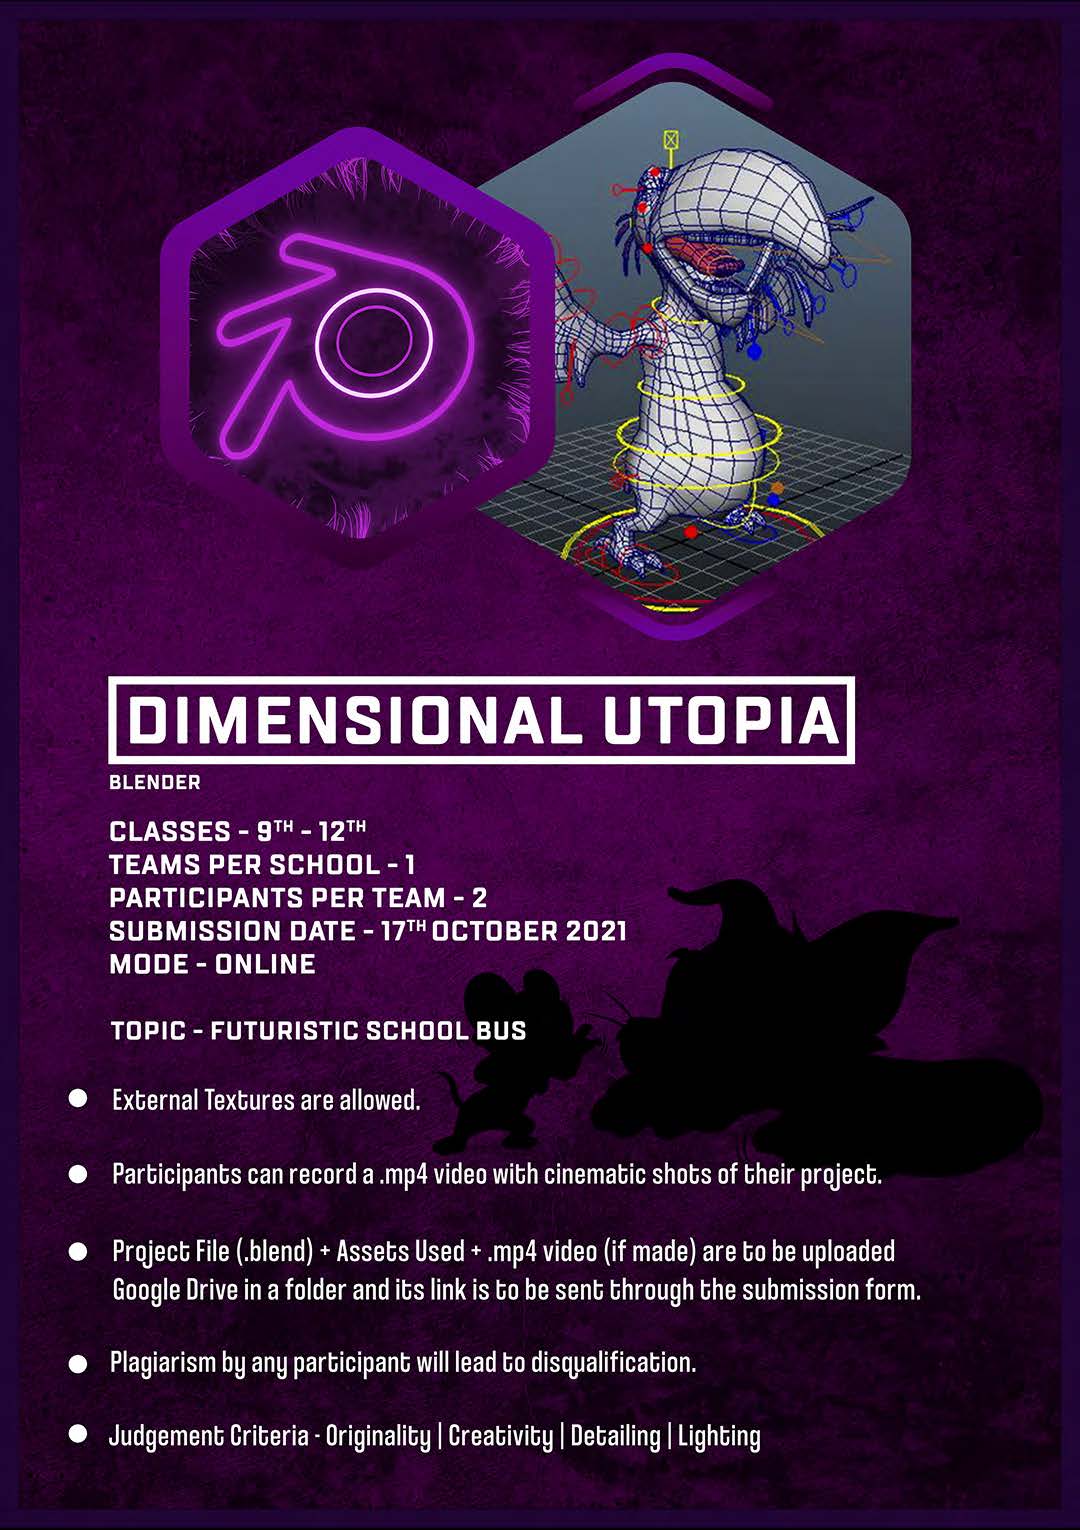 DIMENSIONAL UTOPIA
BLENDER
CLASSES - 9TH - 12TH
TEAMS PER SCHOOL - 1
PARTICIPANTS PER TEAM - 2
SUBMISSION DATE - 17TH OCTOBER 2021
MODE - ONLINE
TOPIC - FUTURISTIC SCHOOL BUS
External Textures are allowed.
Participants can record a .mp4 video with cinematic shots of their project.
Project File (.blend) + Assets Used + .mp4 video (if made) are to be uploaded
Google Drive in a folder and its link is to be sent through the submission form.
Plagiarism by any participant will lead to disqualification.
Judgement Criteria - Originality | Creativity | Detailing | Lighting